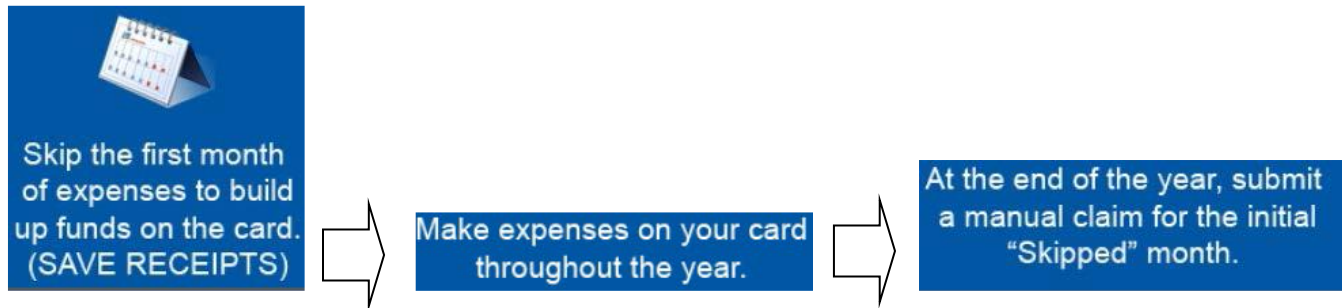 Skip the first month
of expenses to build
up funds on the card.
(SAVE RECEIPTS)
Make expenses on your card
throughout the year.
At the end of the year, submit
a manual claim for the initial
“Skipped” month.